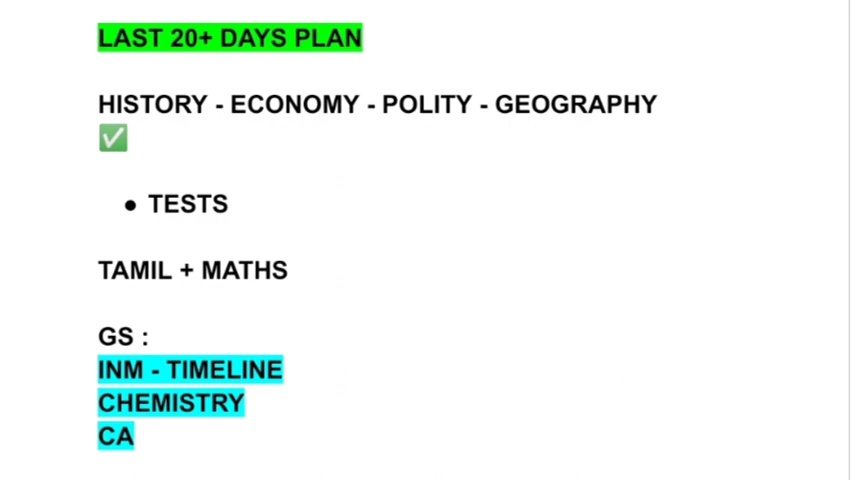 LAST 20+ DAYS PLAN
HISTORY - ECONOMY - POLITY - GEOGRAPHY
✅
● TESTS
TAMIL + MATHS
GS :
INM - TIMELINE
CHEMISTRY
CA